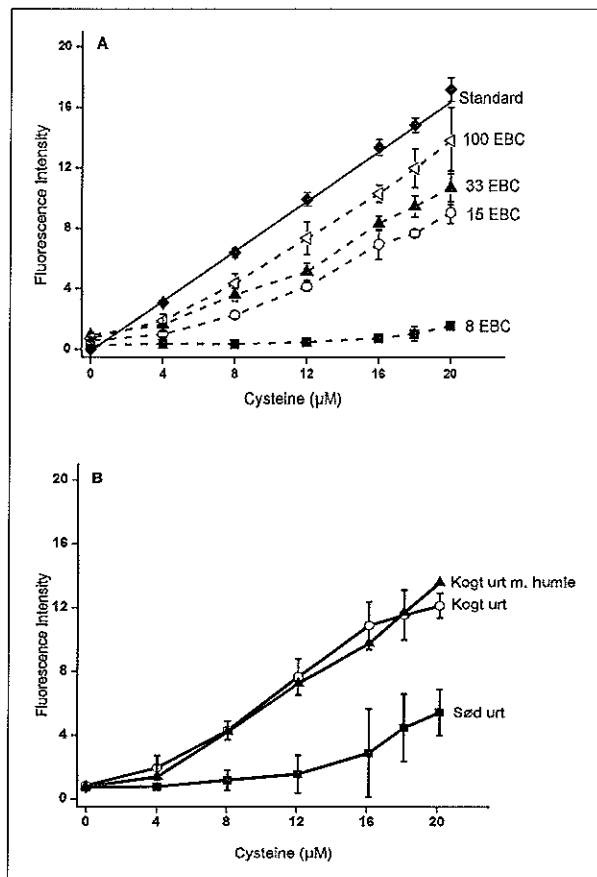 A
20
16
12
8
4
0
Fluorescence Intensity
Standard
100 EBC
33 EBC
15 EBC
8 EBC
0 4 8 12 16 20
Cysteine (µM)
B
20
16
12
8
4
0
Fluorescence Intensity
Kogt urt m. humle
Kogt urt
Sød urt
0 4 8 12 16 20
Cysteine (µM)